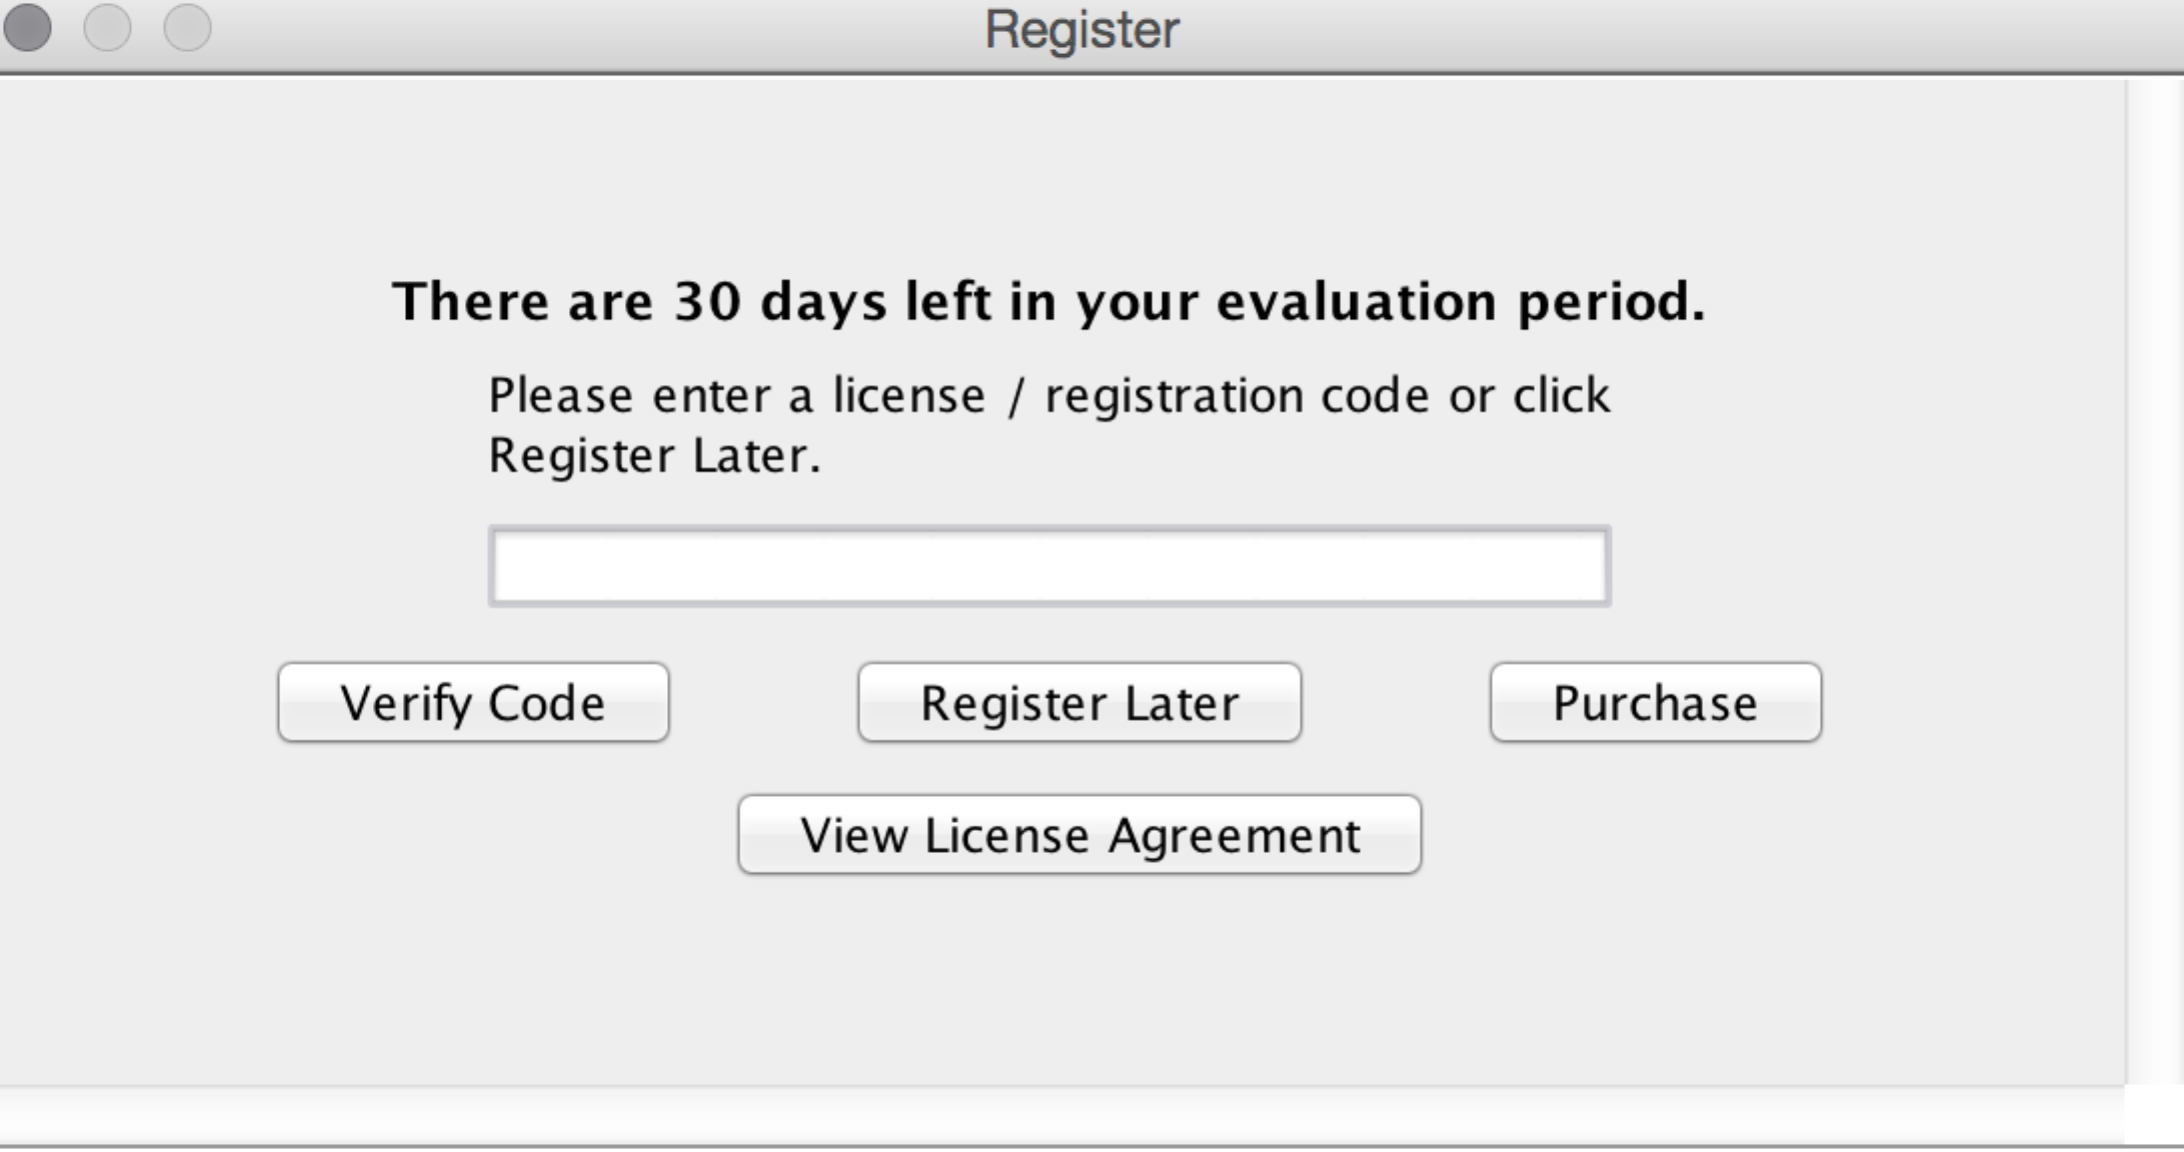 Register
There are 30 days left in your evaluation period.
Please enter a license / registration code or click
Register Later.
Verify Code
Register Later
Purchase
View License Agreement